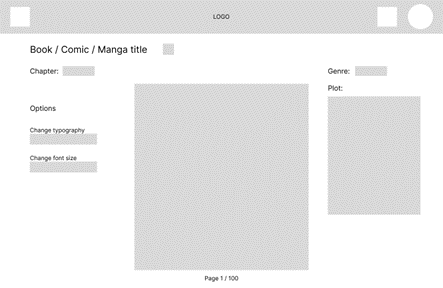 LOGO
Book / Comic / Manga title
Chapter:
Genre:
Plot:
Options
Change typography
Change font size
Page 1 / 100